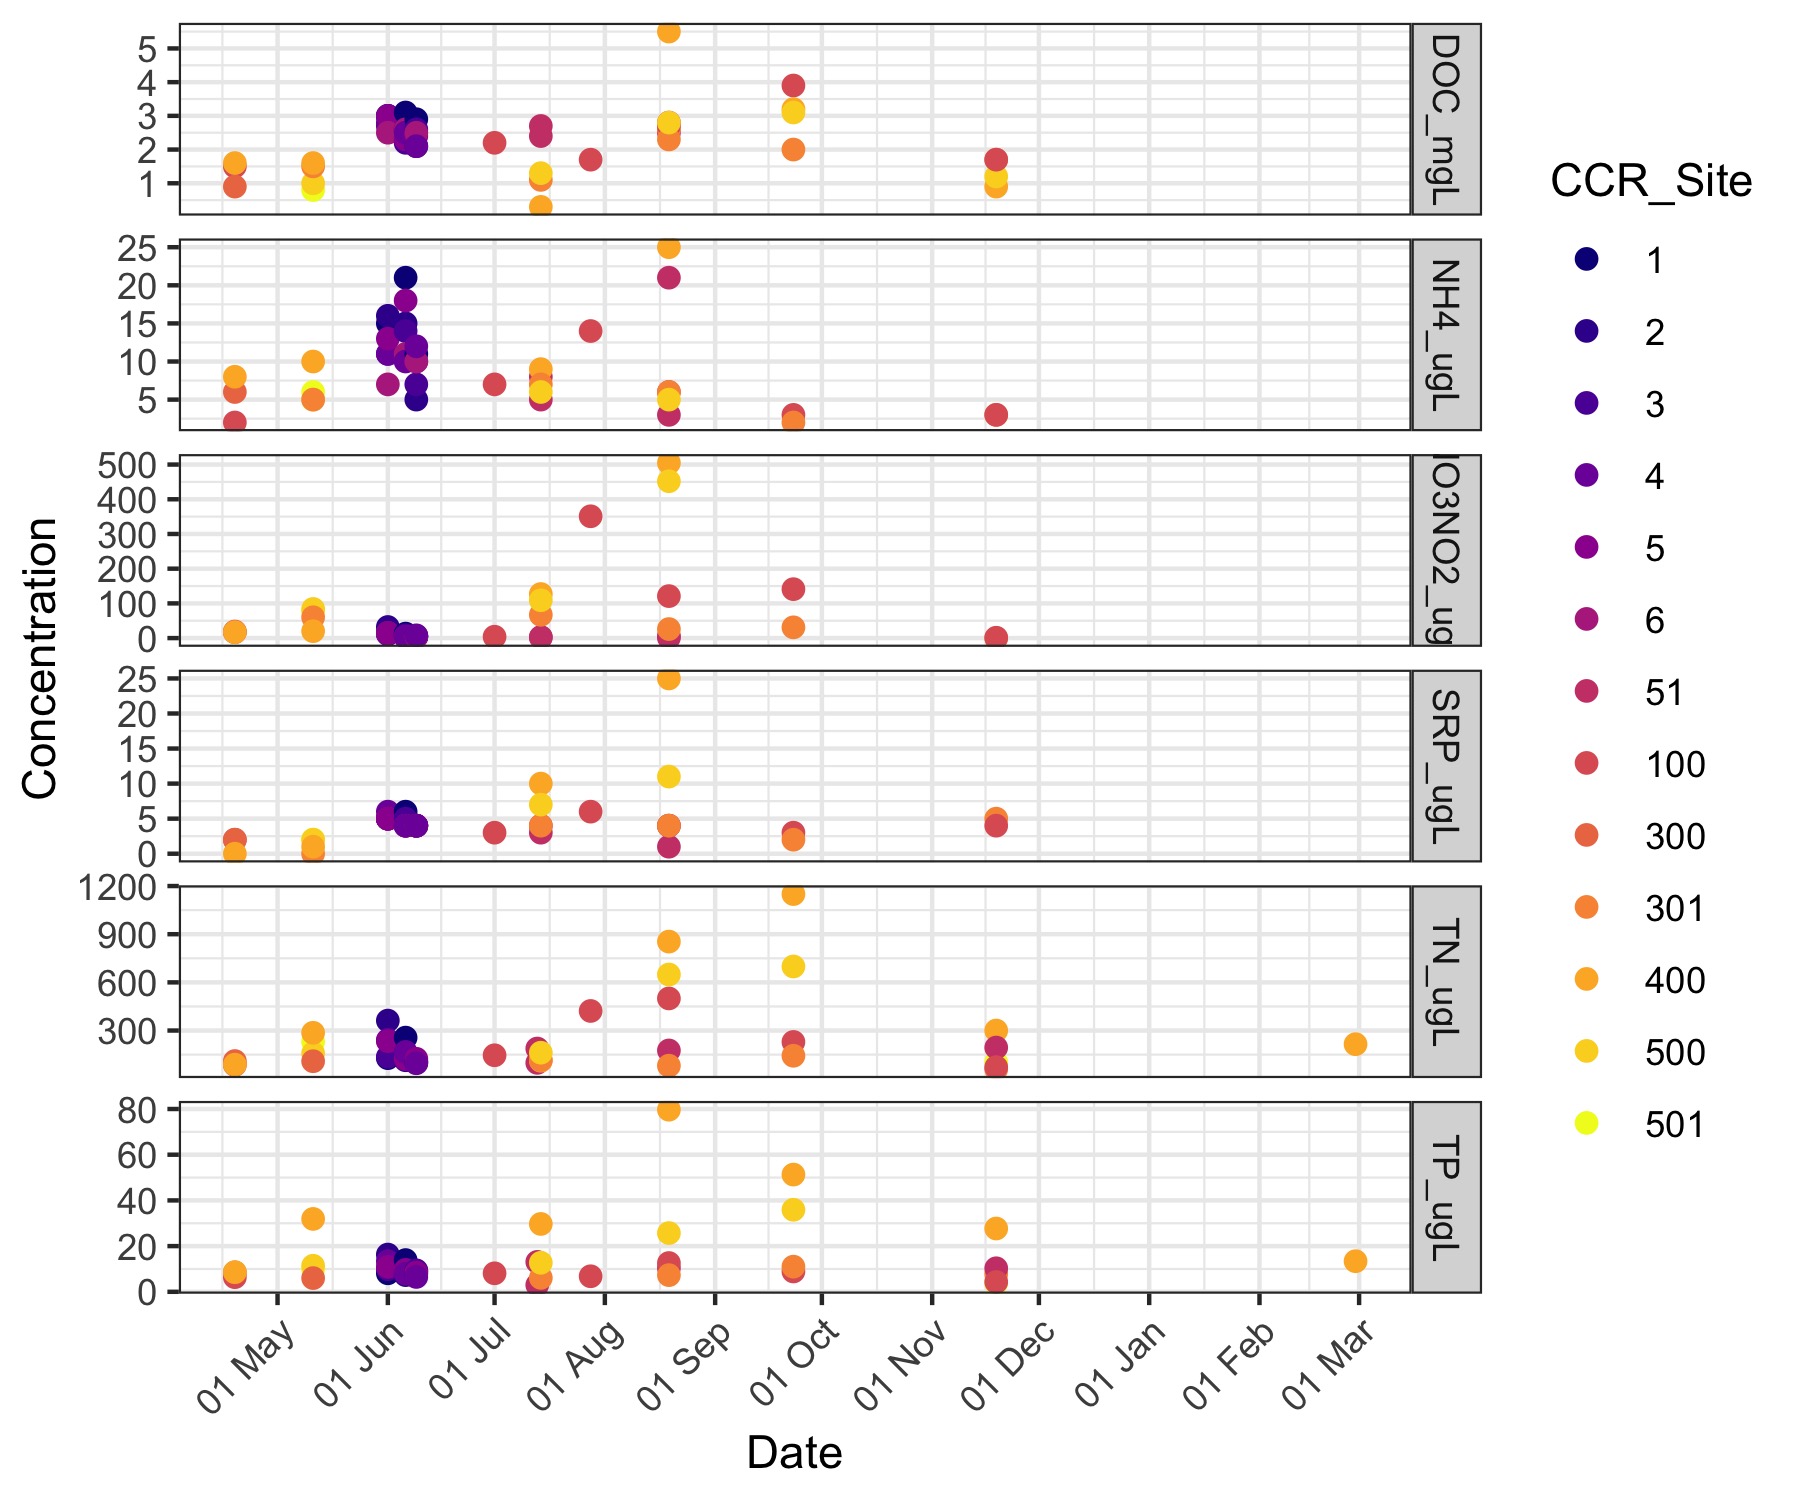 5
4
3
2
1
DOC_mgL
25
20
15
10
5
NH4_ugL
500
400
300
200
100
0
IO3NO2_ug
25
20
15
10
5
0
SRP_ugL
1200
900
600
300
TN_ugL
80
60
40
20
0
TP_ugL
01 May
01 Jun
01 Jul
01 Aug
01 Sep
01 Oct
01 Nov
01 Dec
01 Jan
01 Feb
01 Mar
Date
Concentration
CCR_Site
1
2
3
4
5
6
51
100
300
301
400
500
501